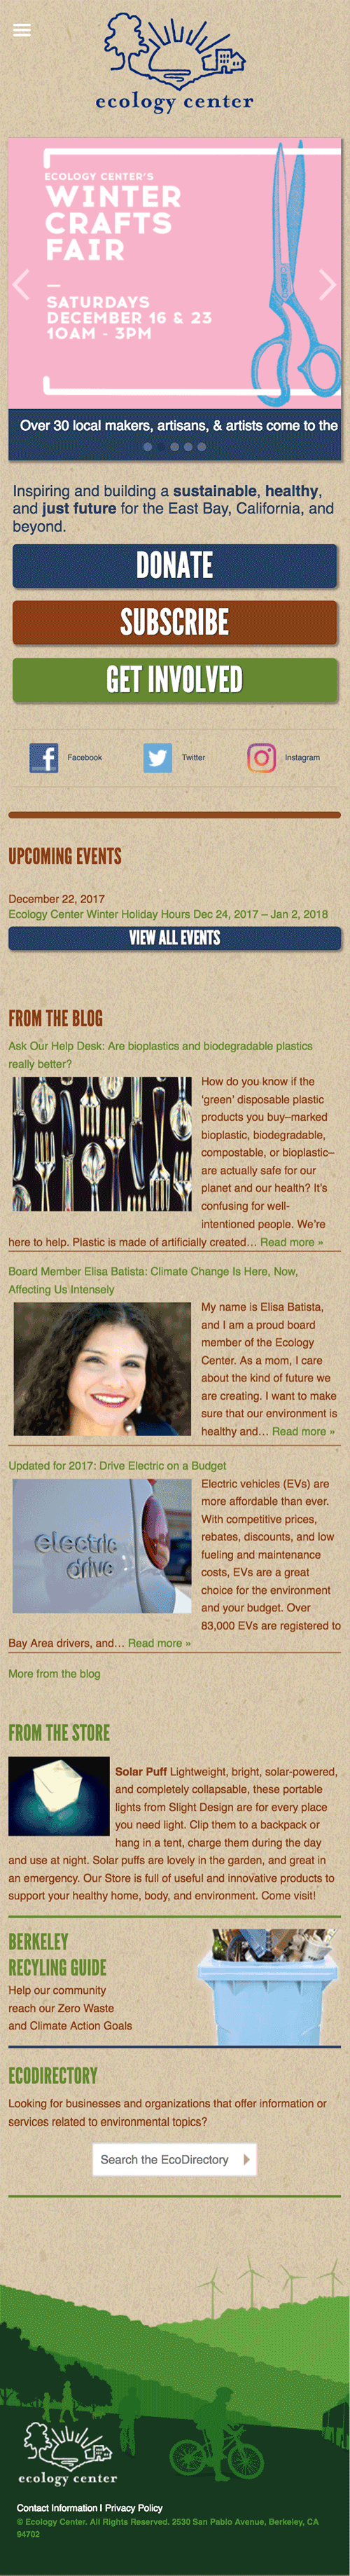 ecology center
ECOLOGY CENTER'S
WINTER
CRAFTS
FAIR
SATURDAYS
DECEMBER 16 & 23
10AM - 3PM
Over 30 local makers, artisans, & artists come to the
Inspiring and building a sustainable, healthy,
and just future for the East Bay, California, and
beyond.
DONATE
SUBSCRIBE
GET INVOLVED
Facebook
Twitter
Instagram
UPCOMING EVENTS
December 22, 2017
Ecology Center Winter Holiday Hours Dec 24, 2017 – Jan 2, 2018
VIEW ALL EVENTS
FROM THE BLOG
Ask Our Help Desk: Are bioplastics and biodegradable plastics
really better?
How do you know if the
'green' disposable plastic
products you buy–marked
bioplastic, biodegradable,
compostable, or bioplastic–
are actually safe for our
planet and our health? It's
confusing for well-
intentioned people. We're
here to help. Plastic is made of artificially created… Read more »
Board Member Elisa Batista: Climate Change Is Here, Now,
Affecting Us Intensely
My name is Elisa Batista,
and I am a proud board
member of the Ecology
Center. As a mom, I care
about the kind of future we
are creating. I want to make
sure that our environment is
healthy and… Read more »
Updated for 2017: Drive Electric on a Budget
electric
drive
Electric vehicles (EVs) are
more affordable than ever.
With competitive prices,
rebates, discounts, and low
fueling and maintenance
costs, EVs are a great
choice for the environment
and your budget. Over
83,000 EVs are registered to
Bay Area drivers, and… Read more »
More from the blog
FROM THE STORE
Solar Puff Lightweight, bright, solar-powered,
and completely collapsable, these portable
lights from Slight Design are for every place
you need light. Clip them to a backpack or
hang in a tent, charge them during the day
and use at night. Solar puffs are lovely in the garden, and great in
an emergency. Our Store is full of useful and innovative products to
support your healthy home, body, and environment. Come visit!
BERKELEY
RECYLING GUIDE
Help our community
reach our Zero Waste
and Climate Action Goals
ECODIRECTORY
Looking for businesses and organizations that offer information or
services related to environmental topics?
Search the EcoDirectory
ecology center
Contact Information I Privacy Policy
© Ecology Center. All Rights Reserved. 2530 San Pablo Avenue, Berkeley, CA
94702